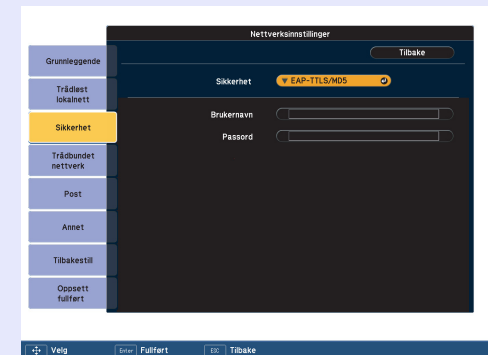 Nettverksinnstillinger
Tilbake
Grunnleggende
Sikkerhet
EAP-TTLS/MD5
Trådløst
lokalnett
Brukernavn
Sikkerhet
Passord
Trådbundet
nettverk
Post
Annet
Tilbakestill
Oppsett
fullført
Velg
Enter Fullført
ESC Tilbake